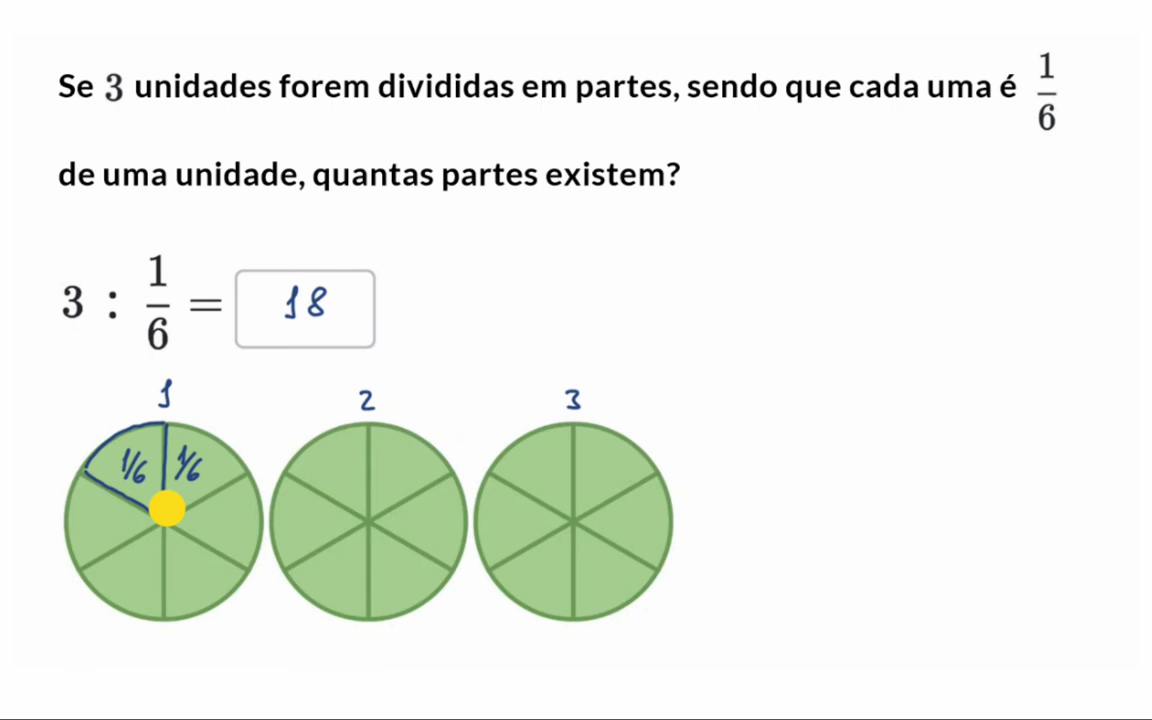 Se 3 unidades forem divididas em partes, sendo que cada uma é 1/6
de uma unidade, quantas partes existem?
3 : 1/6 = 18
1 2 3
1/6 1/6